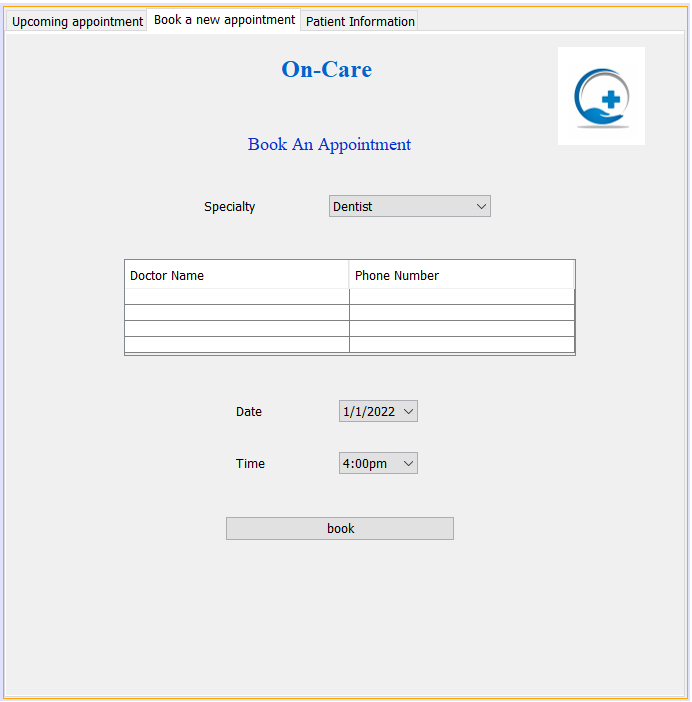 Upcoming appointment Book a new appointment Patient Information
On-Care
Book An Appointment
Specialty Dentist
Doctor Name Phone Number
Date 1/1/2022
Time 4:00pm
book